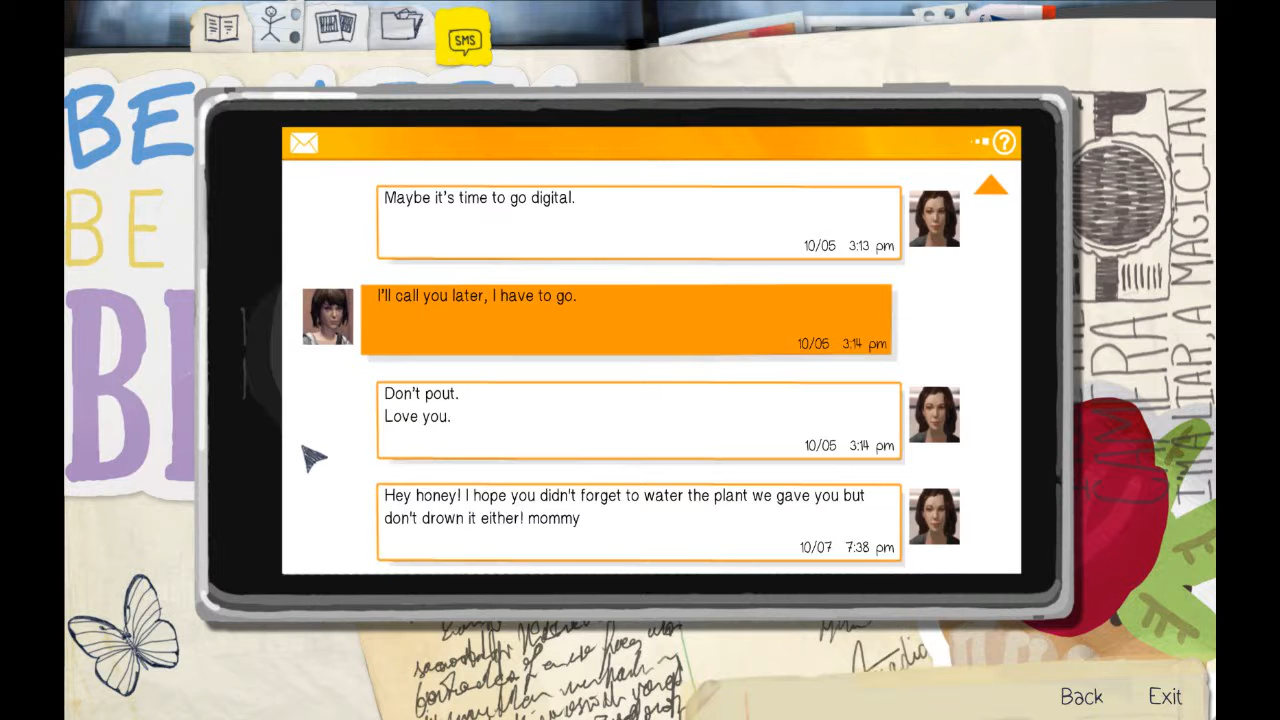 SMS
BE
BE
Maybe it's time to go digital.
10/05 3:13 pm
I'll call you later, I have to go.
10/05 3:14 pm
Don't pout.
Love you.
10/05 3:14 pm
Hey honey! I hope you didn't forget to water the plant we gave you but
don't drown it either! mommy
10/07 7:38 pm
CAMERA
LIAR, A MAGICIAN
Back
Exit